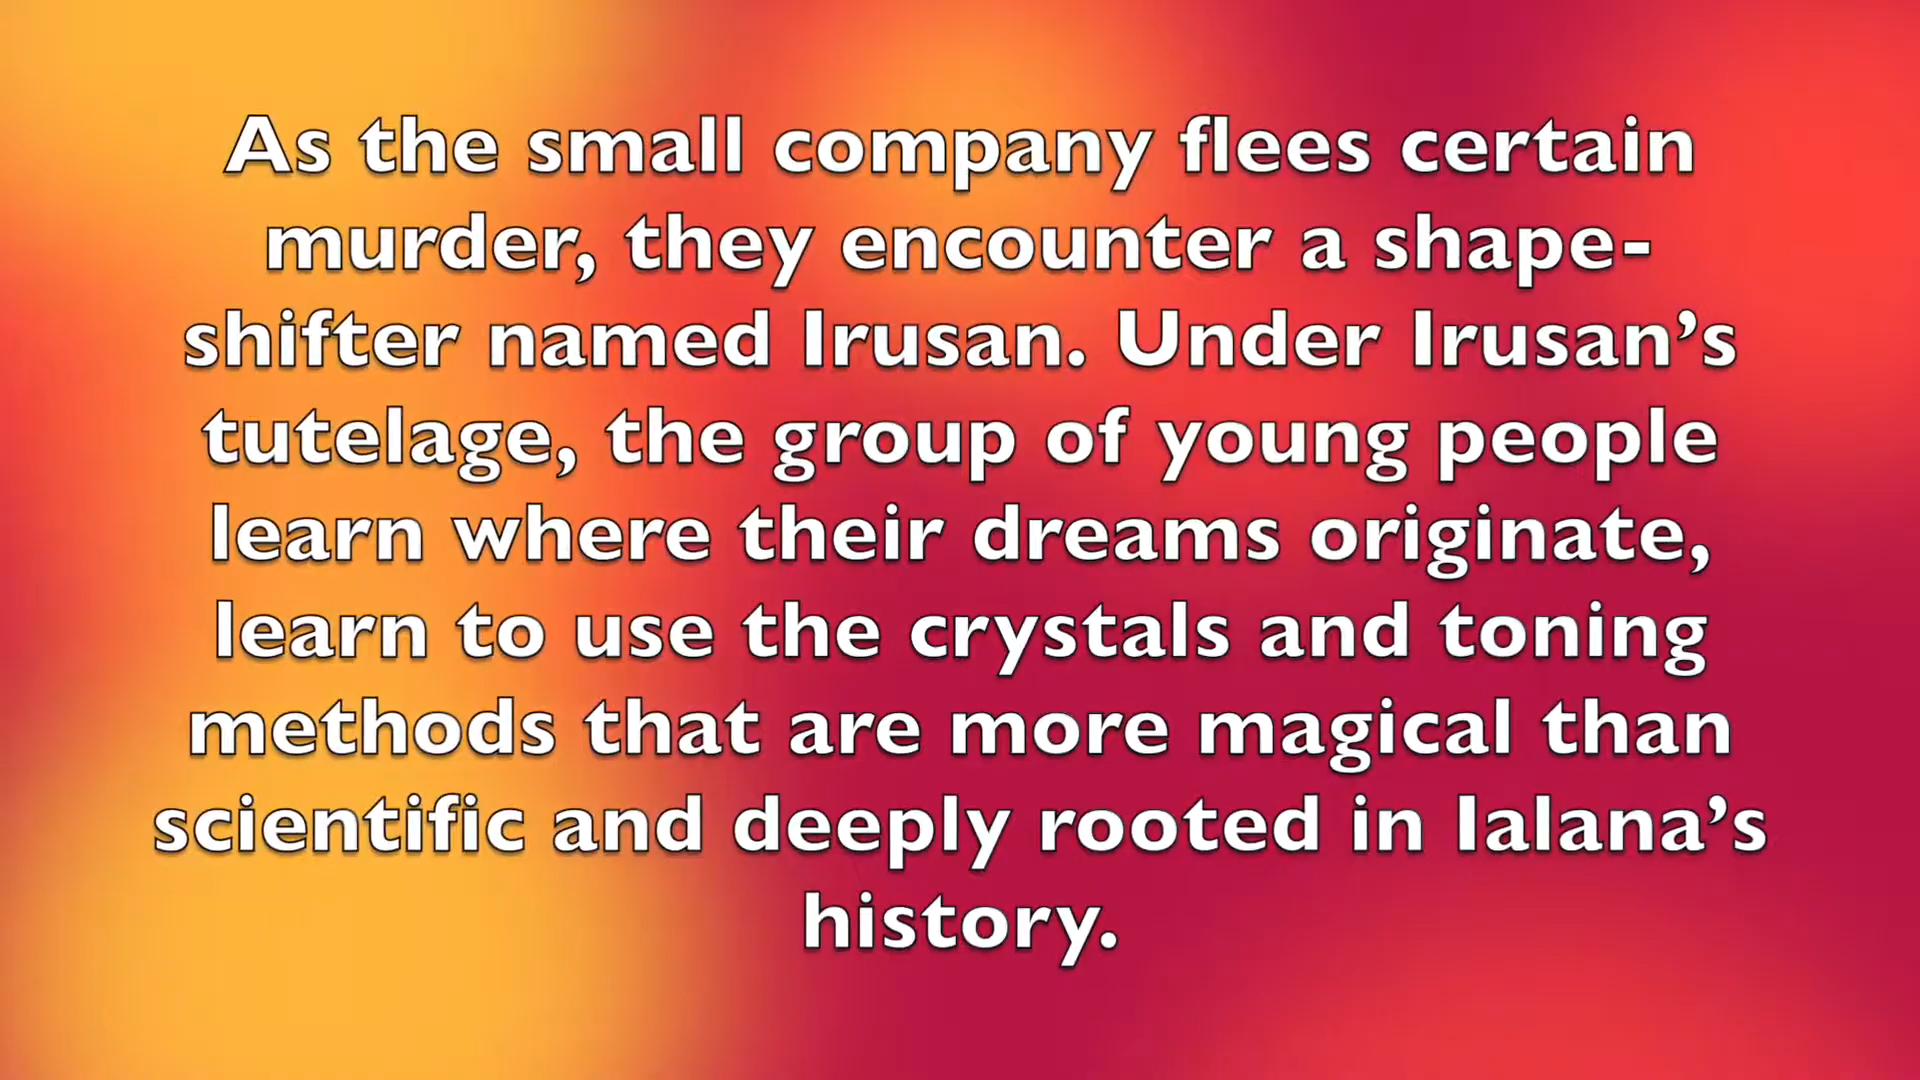 As the small company flees certain
murder, they encounter a shape-
shifter named Irusan. Under Irusan’s
tutelage, the group of young people
learn where their dreams originate,
learn to use the crystals and toning
methods that are more magical than
scientific and deeply rooted in Ialana’s
history.